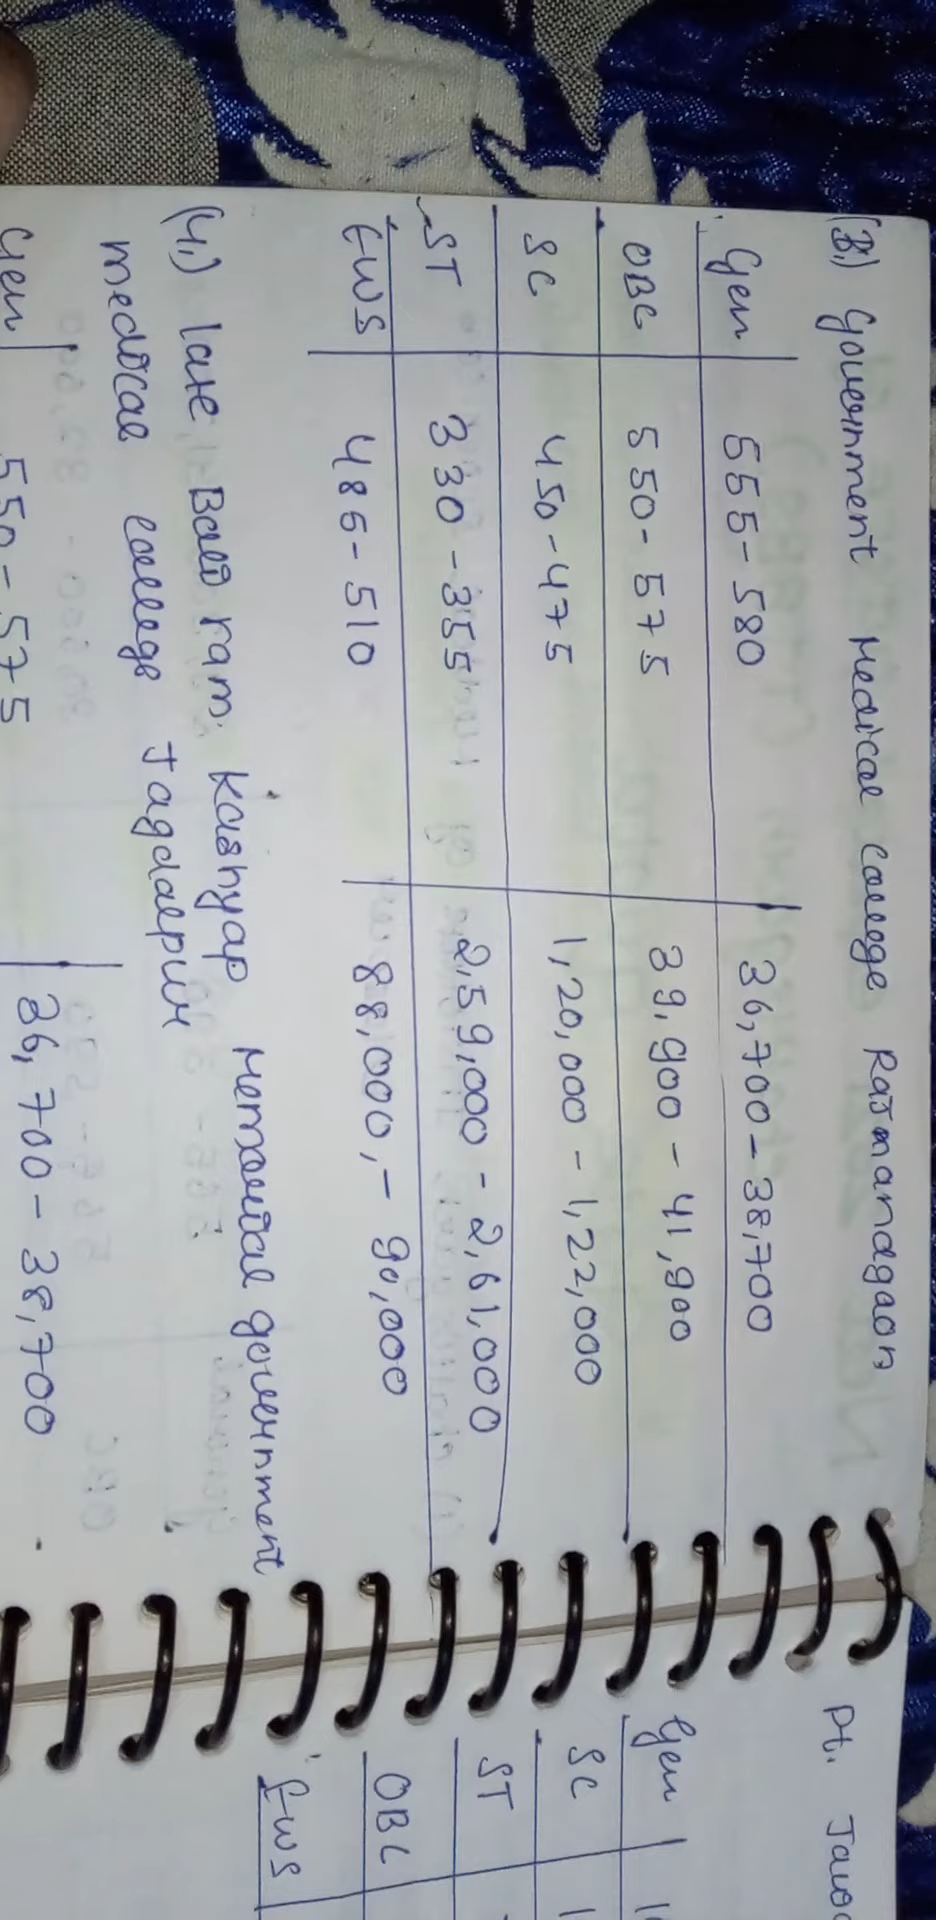 (3.) Government Medical College Rajnandgaon
Gen 555-580 36,700-38,700
OBC 550-575 39,900-41,900
SC 450-475 1,20,000-1,22,000
ST 330-355 2,59,000-2,61,000
EWS 485-510 88,000,-90,000
(4.) late Bali ram Kashyap memorial government
medical college Jagdalpur
Gen 550-575 36,700-38,700
Pt.
Gen
SC
ST
OBC
EWS